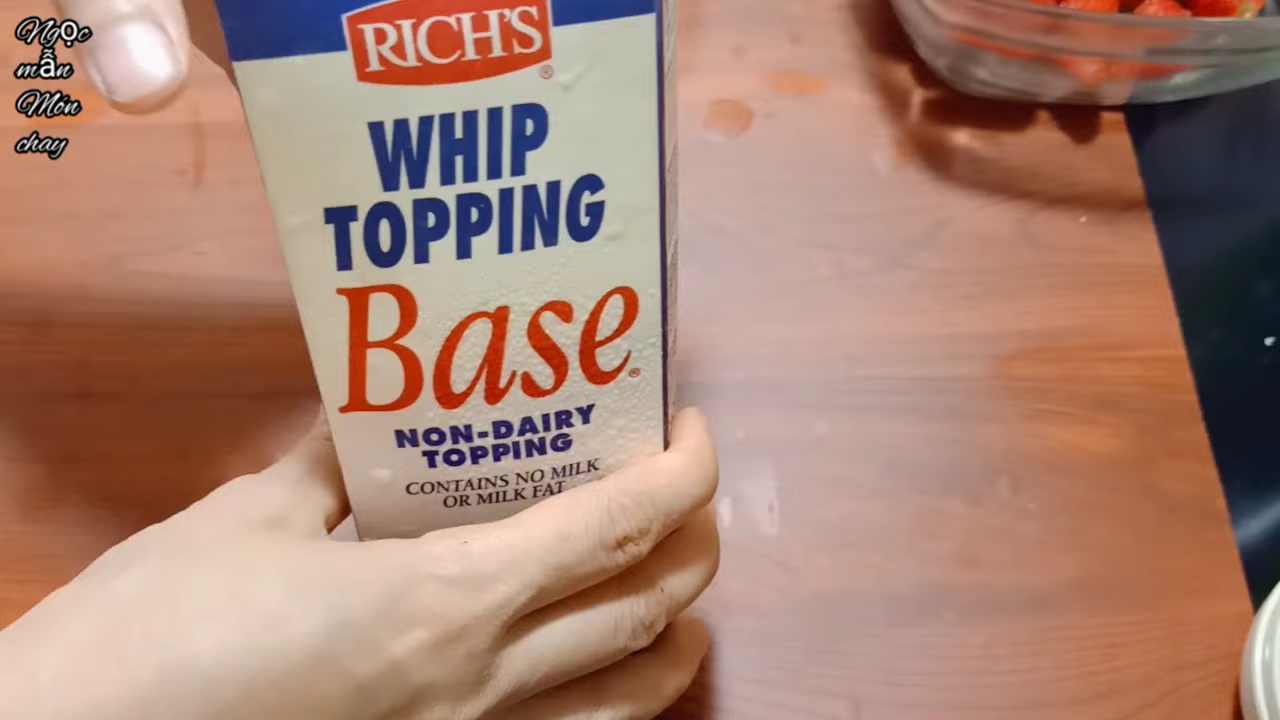 Ngọc
mẫn
Món
chay
RICH'S
®
WHIP
TOPPING
Base®
NON-DAIRY
TOPPING
CONTAINS NO MILK
OR MILK FAT